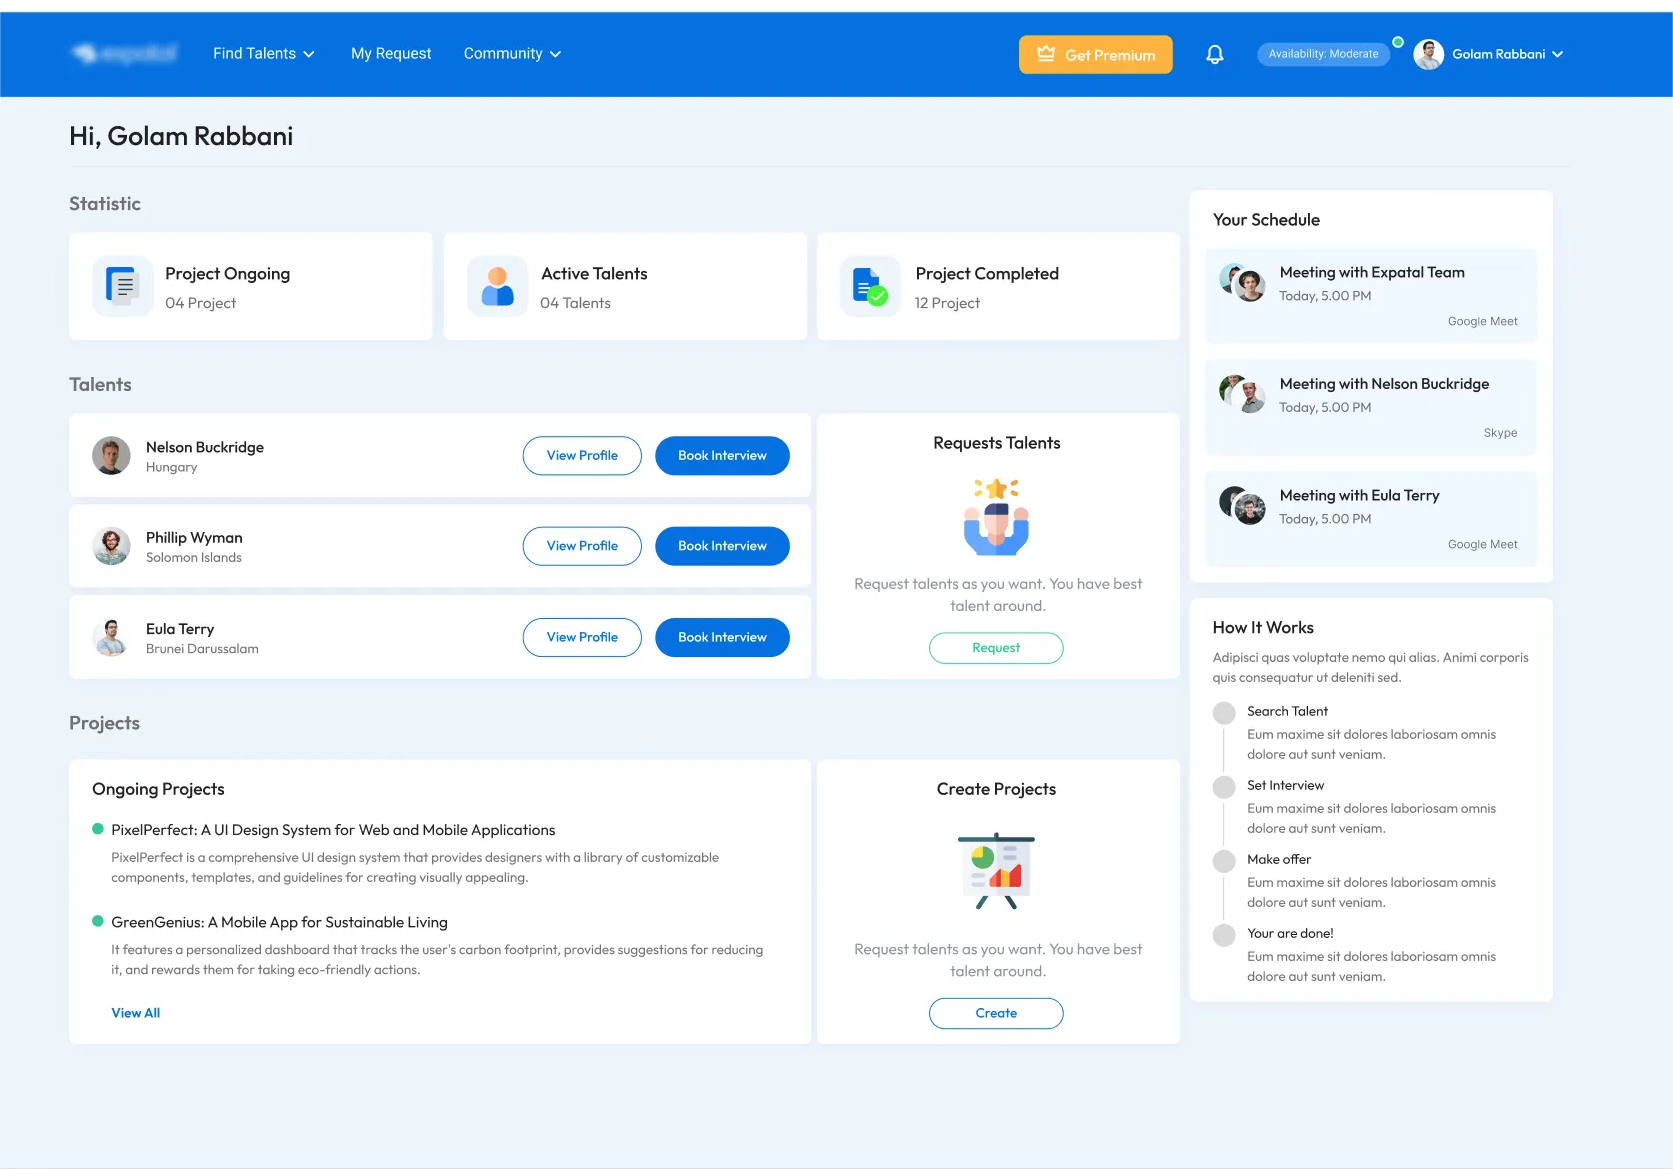 expatal
Find Talents
My Request
Community
Get Premium
Availability: Moderate
Golam Rabbani
Hi, Golam Rabbani
Statistic
Project Ongoing
04 Project
Active Talents
04 Talents
Project Completed
12 Project
Talents
Nelson Buckridge
Hungary
View Profile
Book Interview
Phillip Wyman
Solomon Islands
View Profile
Book Interview
Eula Terry
Brunei Darussalam
View Profile
Book Interview
Requests Talents
Request talents as you want. You have best
talent around.
Request
Projects
Ongoing Projects
PixelPerfect: A UI Design System for Web and Mobile Applications
PixelPerfect is a comprehensive UI design system that provides designers with a library of customizable
components, templates, and guidelines for creating visually appealing.
GreenGenius: A Mobile App for Sustainable Living
It features a personalized dashboard that tracks the user's carbon footprint, provides suggestions for reducing
it, and rewards them for taking eco-friendly actions.
View All
Create Projects
Request talents as you want. You have best
talent around.
Create
Your Schedule
Meeting with Expatal Team
Today, 5.00 PM
Google Meet
Meeting with Nelson Buckridge
Today, 5.00 PM
Skype
Meeting with Eula Terry
Today, 5.00 PM
Google Meet
How It Works
Adipisci quas voluptate nemo qui alias. Animi corporis
quis consequatur ut deleniti sed.
Search Talent
Eum maxime sit dolores laboriosam omnis
dolore aut sunt veniam.
Set Interview
Eum maxime sit dolores laboriosam omnis
dolore aut sunt veniam.
Make offer
Eum maxime sit dolores laboriosam omnis
dolore aut sunt veniam.
Your are done!
Eum maxime sit dolores laboriosam omnis
dolore aut sunt veniam.